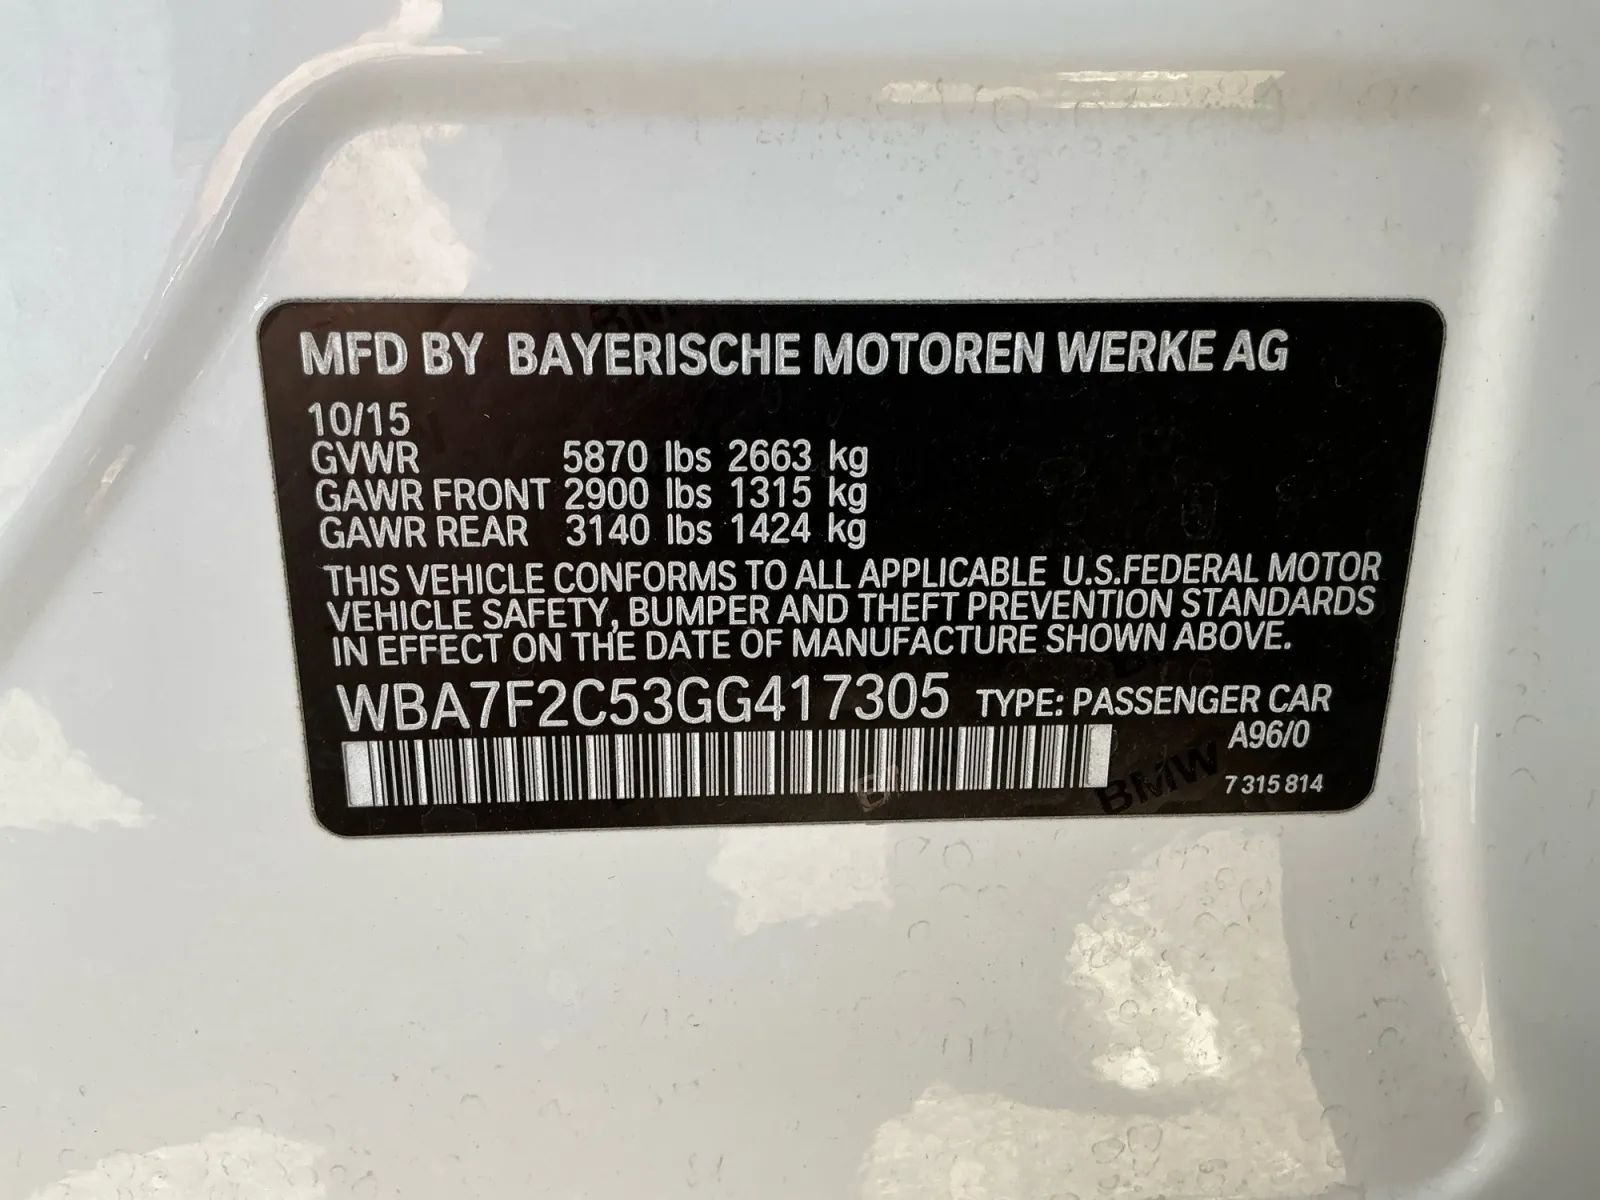 MFD BY BAYERISCHE MOTOREN WERKE AG
10/15
GVWR 5870 lbs 2663 kg
GAWR FRONT 2900 lbs 1315 kg
GAWR REAR 3140 lbs 1424 kg
THIS VEHICLE CONFORMS TO ALL APPLICABLE U.S.FEDERAL MOTOR
VEHICLE SAFETY, BUMPER AND THEFT PREVENTION STANDARDS
IN EFFECT ON THE DATE OF MANUFACTURE SHOWN ABOVE.
WBA7F2C53GG417305 TYPE: PASSENGER CAR
A96/0
BMW
7 315 814